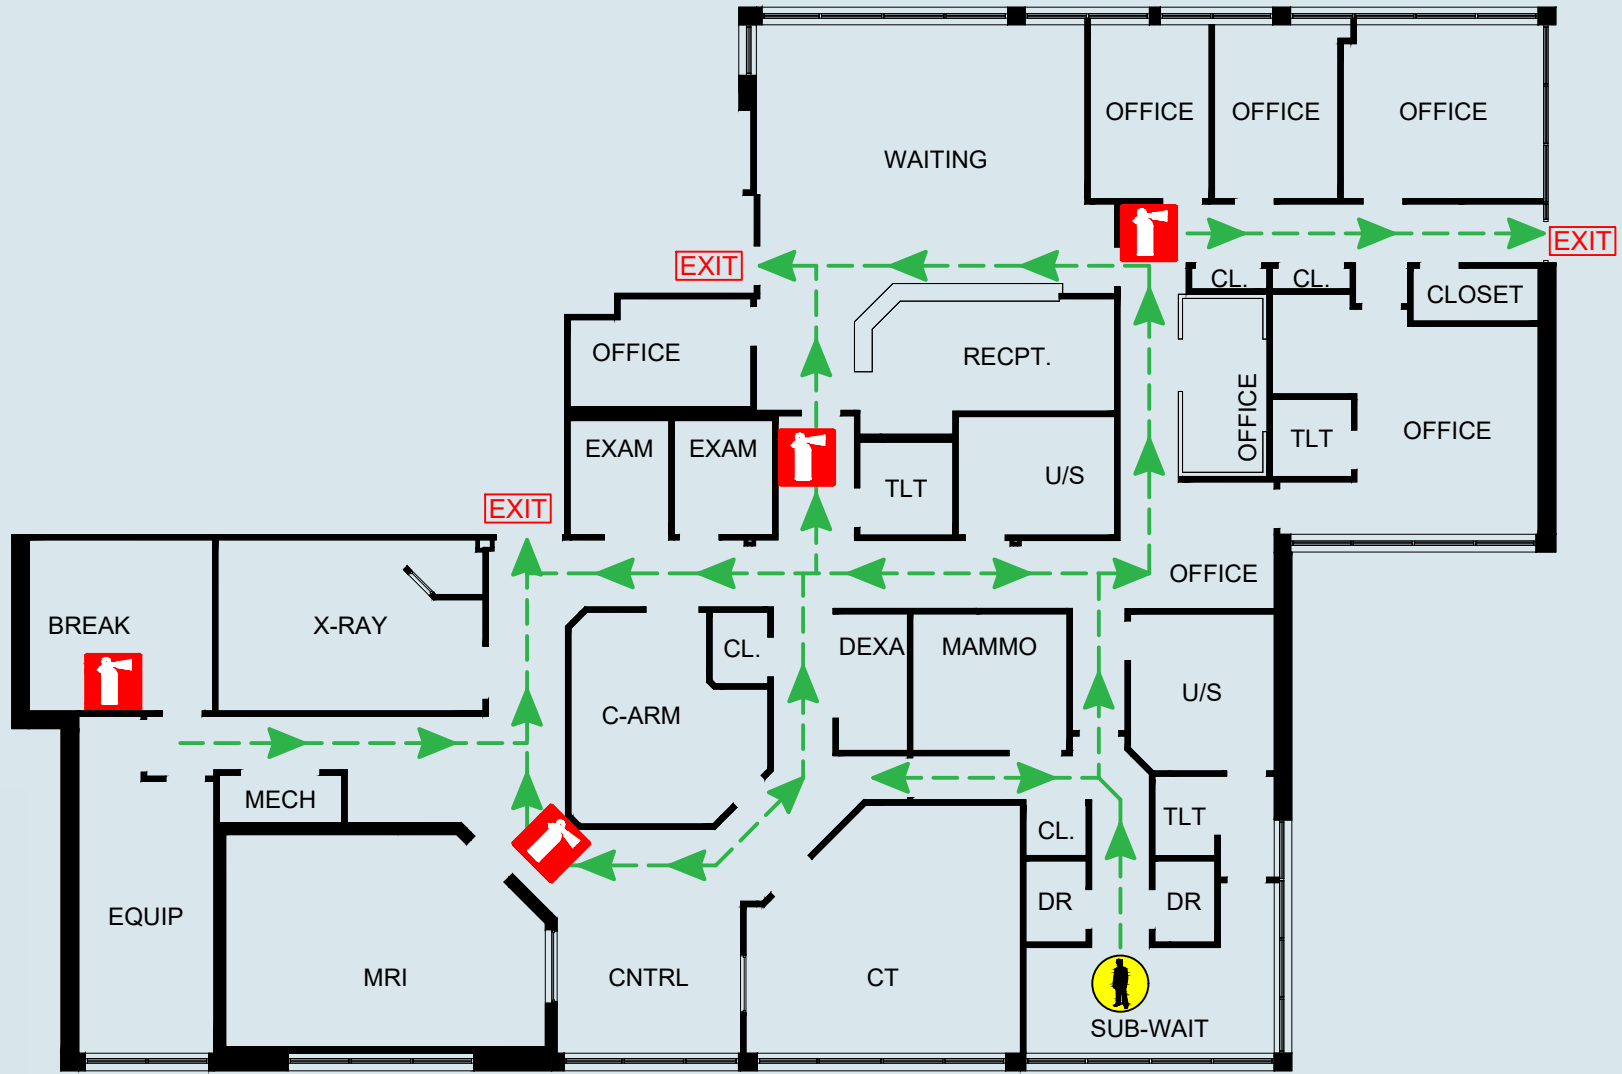 OFFICE
OFFICE
OFFICE
WAITING
EXIT
EXIT
CL.
CL.
CLOSET
OFFICE
RECPT.
OFFICE
TLT
OFFICE
EXAM
EXAM
TLT
U/S
EXIT
OFFICE
BREAK
X-RAY
CL.
DEXA
MAMMO
C-ARM
U/S
MECH
CL.
TLT
EQUIP
DR
DR
MRI
CNTRL
CT
SUB-WAIT